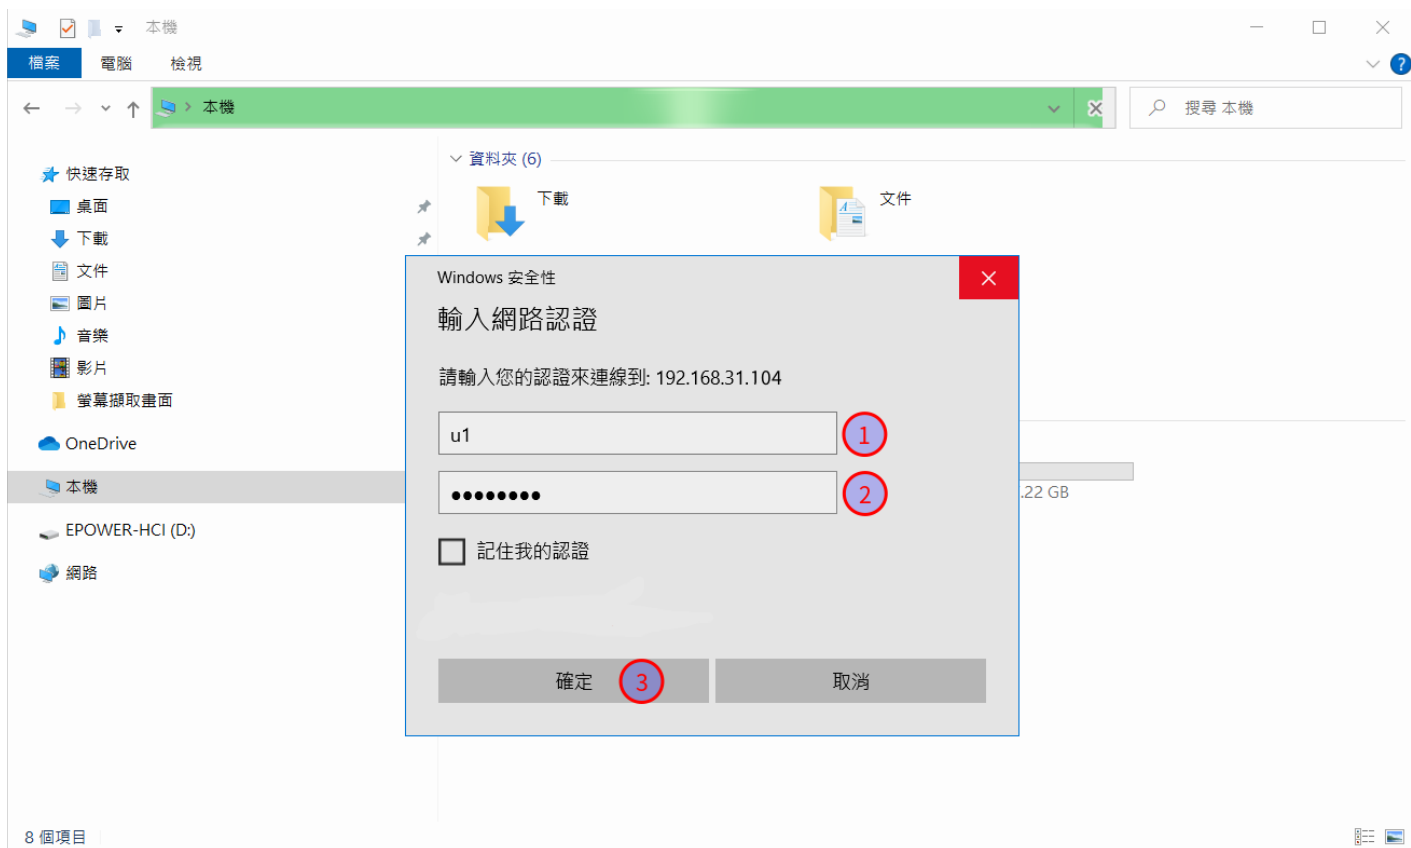 本機
檔案 電腦 檢視
本機
搜尋 本機
快速存取
桌面
下載
文件
圖片
音樂
影片
螢幕擷取畫面
OneDrive
本機
EPOWER-HCI (D:)
網路
資料夾 (6)
下載
文件
.22 GB
Windows 安全性
輸入網路認證
請輸入您的認證來連線到: 192.168.31.104
u1
1
••••••••
2
記住我的認證
確定 3 取消
8 個項目